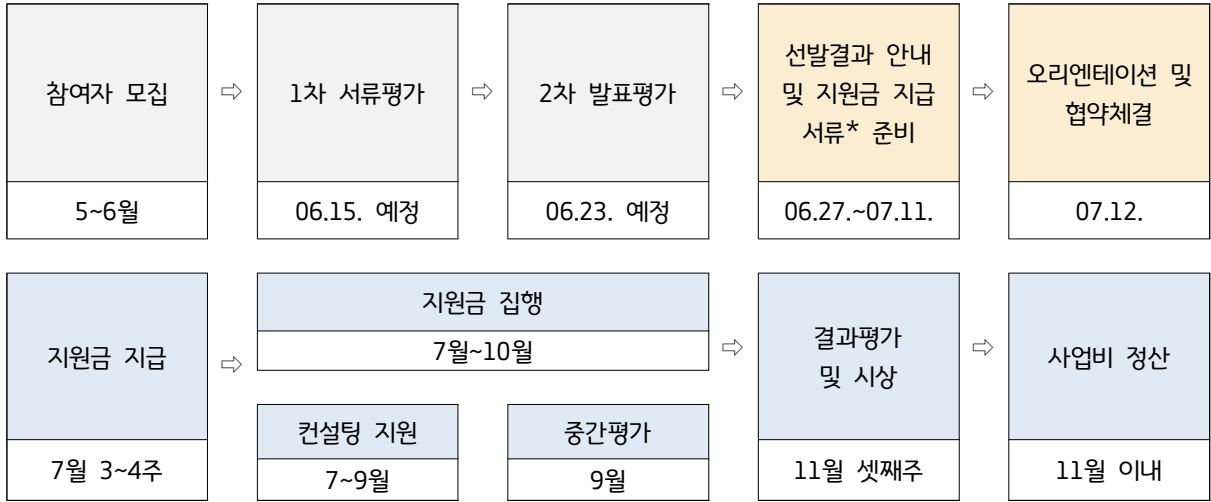 참여자 모집
⇨
1차 서류평가
⇨
2차 발표평가
⇨
선발결과 안내
및 지원금 지급
서류* 준비
⇨
오리엔테이션 및
협약체결
5~6월
06.15. 예정
06.23. 예정
06.27.~07.11.
07.12.
지원금 지급
⇨
지원금 집행
7월~10월
⇨
결과평가
및 시상
⇨
사업비 정산
컨설팅 지원
중간평가
7월 3~4주
7~9월
9월
11월 셋째주
11월 이내